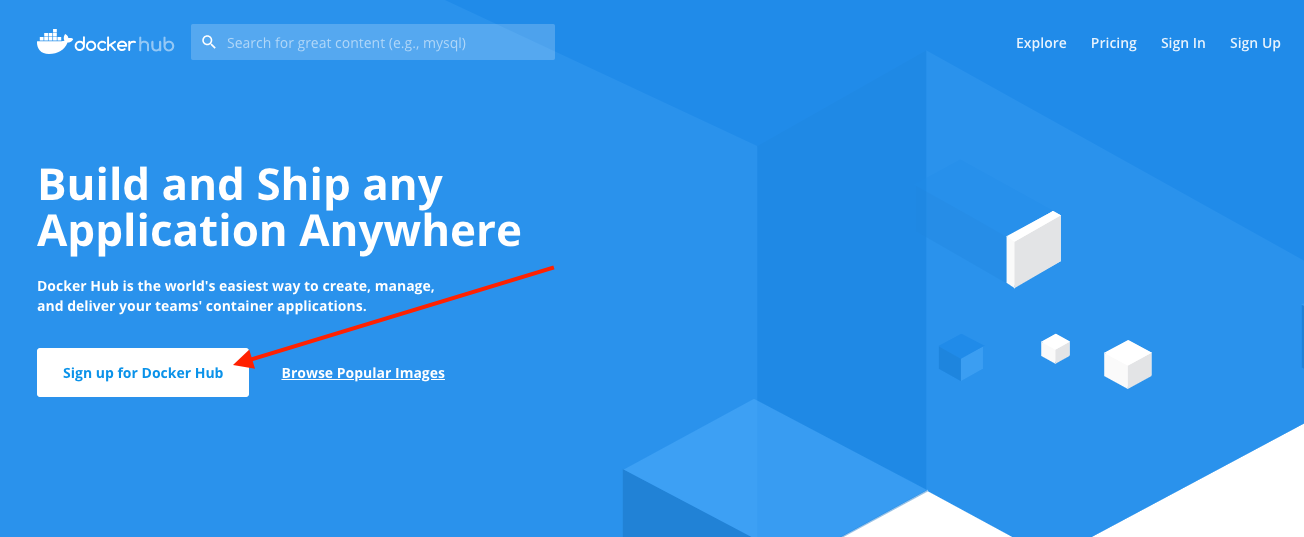 docker hub
Search for great content (e.g., mysql)
Explore
Pricing
Sign In
Sign Up
Build and Ship any
Application Anywhere
Docker Hub is the world's easiest way to create, manage,
and deliver your teams' container applications.
Sign up for Docker Hub
Browse Popular Images